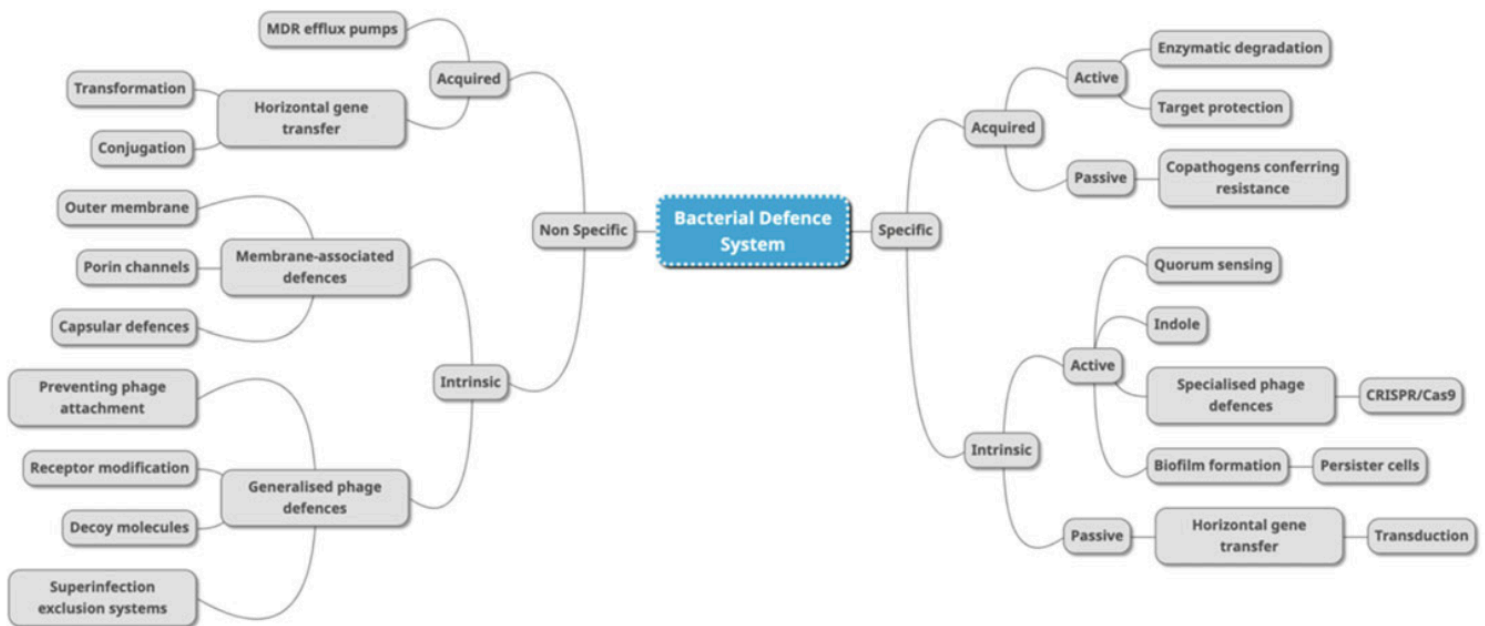 MDR efflux pumps
Acquired
Transformation
Horizontal gene
transfer
Conjugation
Outer membrane
Membrane-associated
defences
Porin channels
Capsular defences
Non Specific
Intrinsic
Preventing phage
attachment
Receptor modification
Generalised phage
defences
Decoy molecules
Superinfection
exclusion systems
Bacterial Defence
System
Specific
Acquired
Active
Enzymatic degradation
Target protection
Passive
Copathogens conferring
resistance
Intrinsic
Active
Quorum sensing
Indole
Specialised phage
defences
CRISPR/Cas9
Biofilm formation
Persister cells
Passive
Horizontal gene
transfer
Transduction